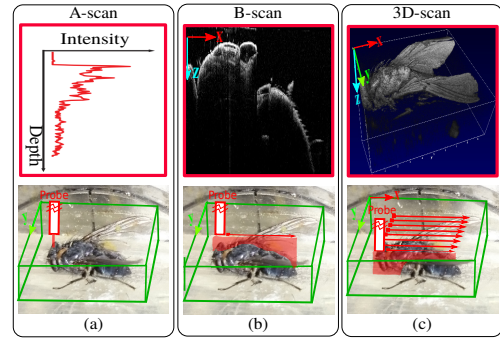 A-scan
Intensity
Depth
Probe
Y
(a)
B-scan
X
Z
Probe
Y
(b)
3D-scan
X
Y
Z
X
Probe
Y
(c)